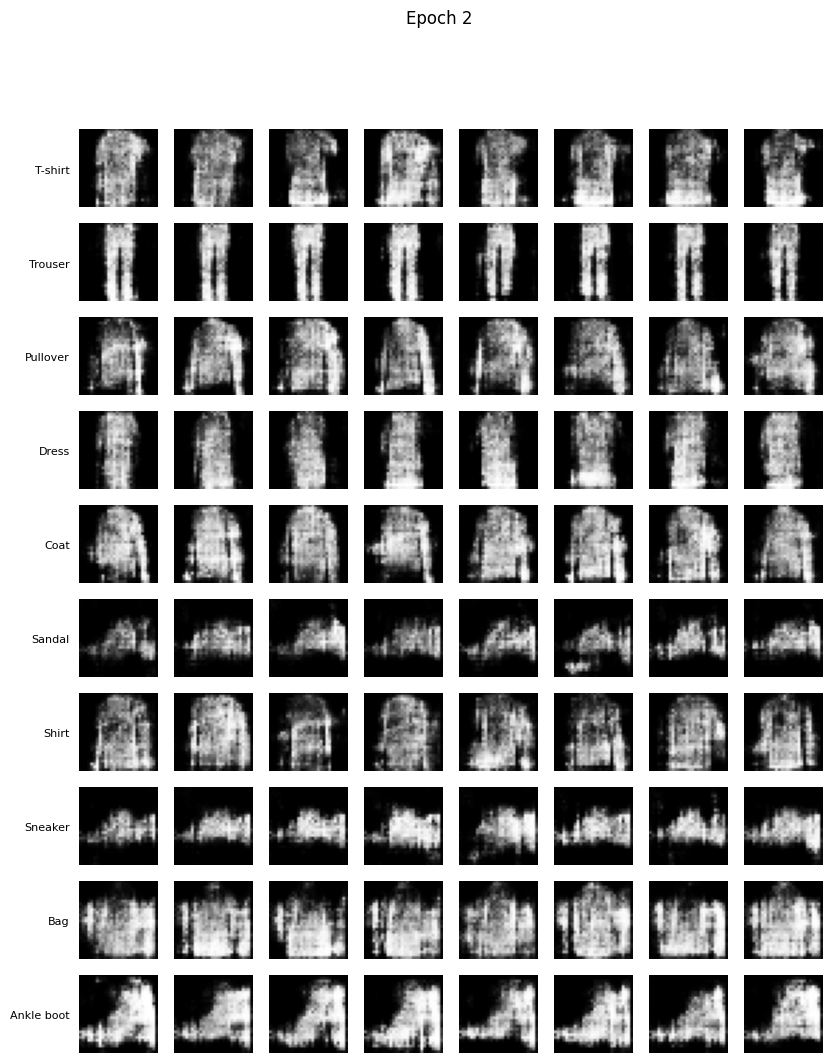 Epoch 2
T-shirt
Trouser
Pullover
Dress
Coat
Sandal
Shirt
Sneaker
Bag
Ankle boot